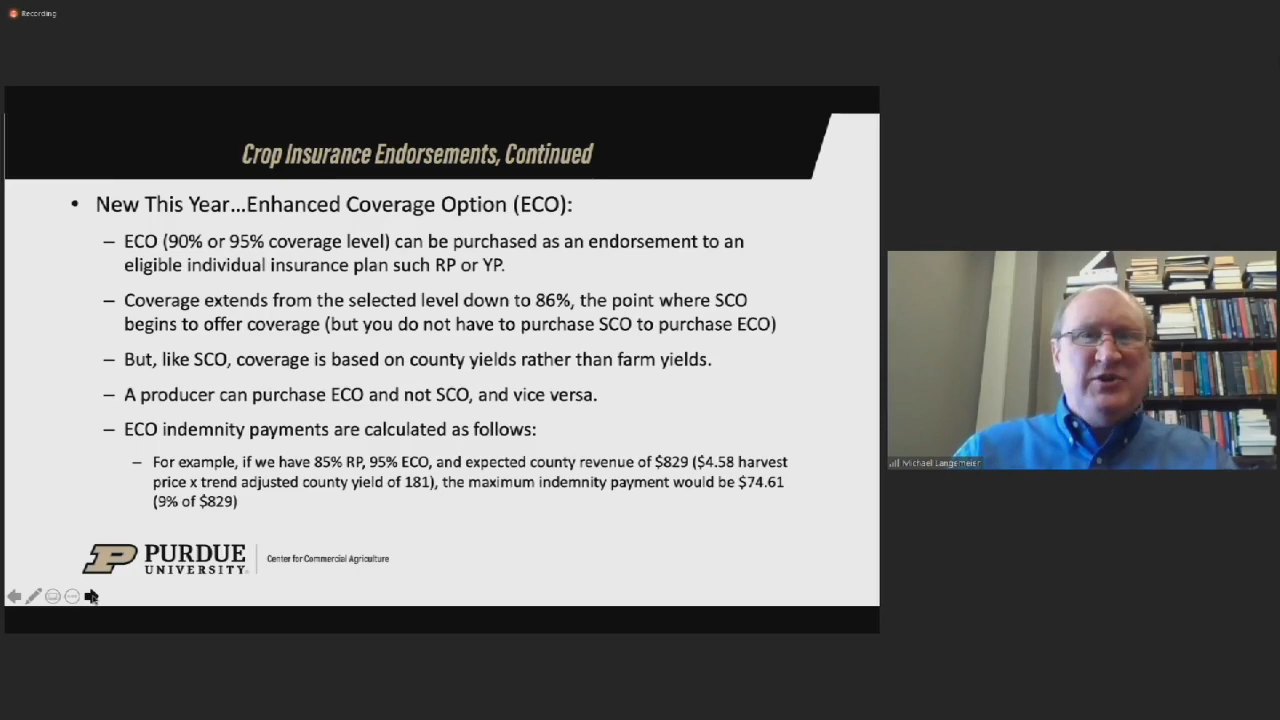 Recording
Crop Insurance Endorsements, Continued
• New This Year...Enhanced Coverage Option (ECO):
– ECO (90% or 95% coverage level) can be purchased as an endorsement to an
eligible individual insurance plan such RP or YP.
– Coverage extends from the selected level down to 86%, the point where SCO
begins to offer coverage (but you do not have to purchase SCO to purchase ECO)
– But, like SCO, coverage is based on county yields rather than farm yields.
– A producer can purchase ECO and not SCO, and vice versa.
– ECO indemnity payments are calculated as follows:
– For example, if we have 85% RP, 95% ECO, and expected county revenue of $829 ($4.58 harvest
price x trend adjusted county yield of 181), the maximum indemnity payment would be $74.61
(9% of $829)
PURDUE
UNIVERSITY
Center for Commercial Agriculture
Michael Langemeier